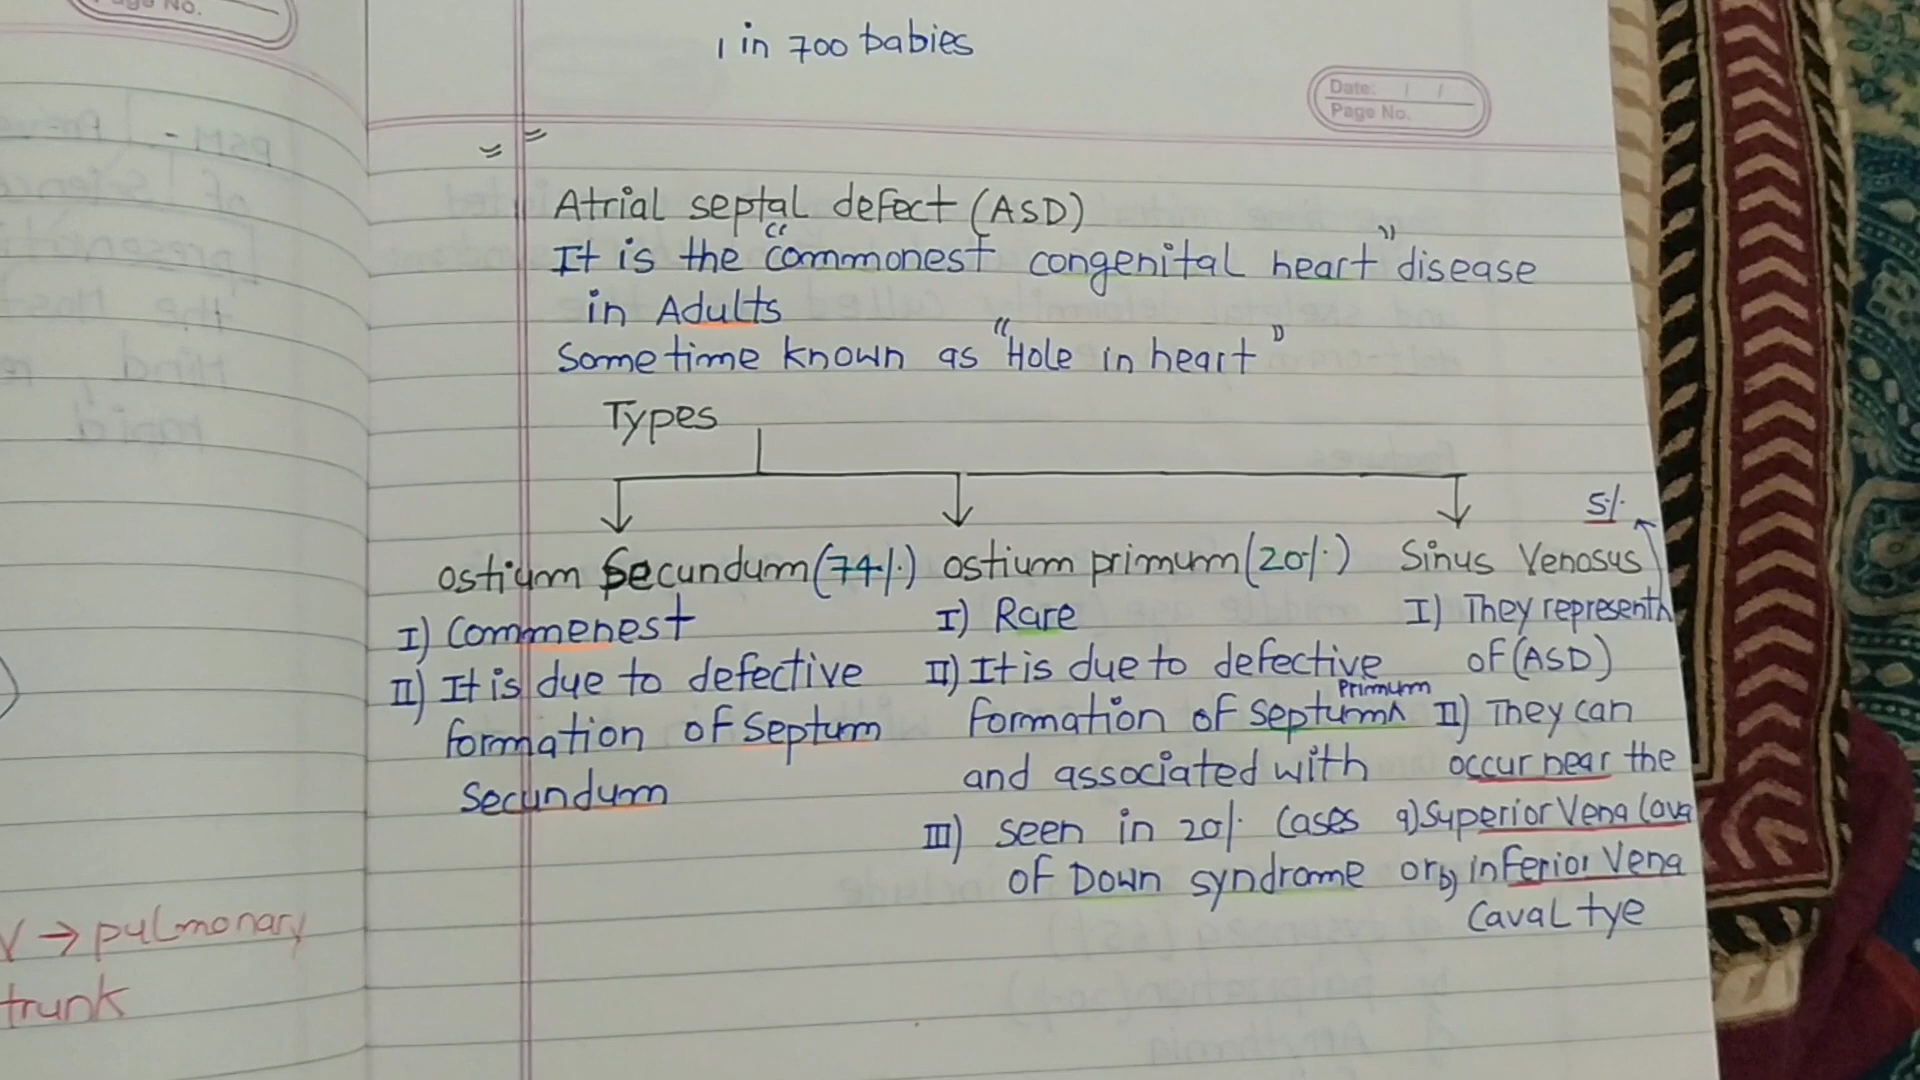 Page No.
1 in 700 babies
Date: / /
Page No.
Atrial septal defect (ASD)
It is the "commonest congenital heart" disease
in Adults
Sometime known as "Hole in heart"
Types
5%
ostium Secundum (74%) ostium primum (20%) Sinus Venosus
I) Commenest
II) It is due to defective
formation of Septum
Secundum
I) Rare
II) It is due to defective
formation of septum primum
and associated with
III) seen in 20% Cases
of Down syndrome
I) They represent
of (ASD)
II) They can
occur near the
a) Superior Vena Cava
or b) inferior Vena
Caval tye
V → pulmonary
trunk